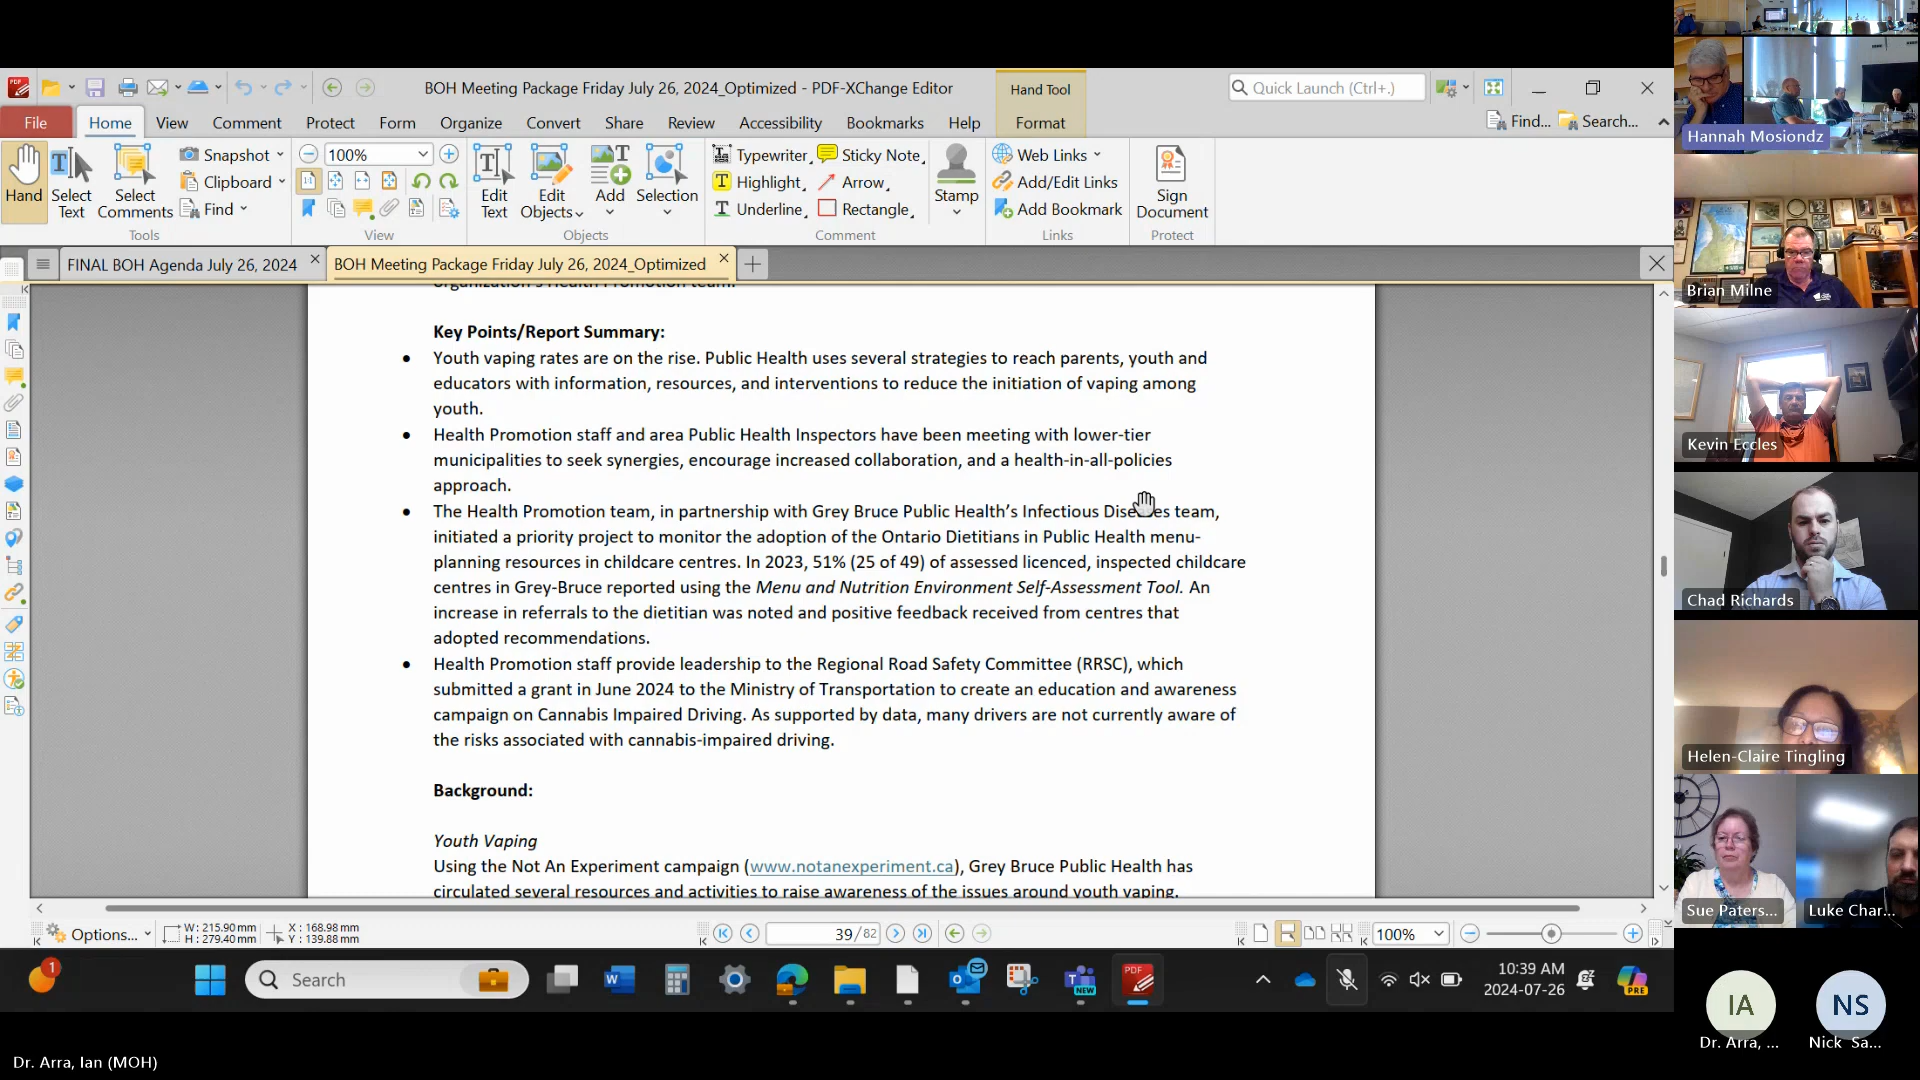 BOH Meeting Package Friday July 26, 2024_Optimized - PDF-XChange Editor
Hand Tool
Quick Launch (Ctrl+.)
File
Home
View
Comment
Protect
Form
Organize
Convert
Share
Review
Accessibility
Bookmarks
Help
Format
Find...
Search...
Hand
Select Text
Select Comments
Snapshot
Clipboard
Find
Tools
100%
View
Edit Text
Edit Objects
Add
Selection
Objects
Typewriter
Highlight
Underline
Sticky Note
Arrow
Rectangle
Comment
Stamp
Web Links
Add/Edit Links
Add Bookmark
Links
Sign Document
Protect
FINAL BOH Agenda July 26, 2024
BOH Meeting Package Friday July 26, 2024_Optimized
Organization's Health Promotion team.
Key Points/Report Summary:
• Youth vaping rates are on the rise. Public Health uses several strategies to reach parents, youth and
educators with information, resources, and interventions to reduce the initiation of vaping among
youth.
• Health Promotion staff and area Public Health Inspectors have been meeting with lower-tier
municipalities to seek synergies, encourage increased collaboration, and a health-in-all-policies
approach.
• The Health Promotion team, in partnership with Grey Bruce Public Health's Infectious Diseases team,
initiated a priority project to monitor the adoption of the Ontario Dietitians in Public Health menu-
planning resources in childcare centres. In 2023, 51% (25 of 49) of assessed licenced, inspected childcare
centres in Grey-Bruce reported using the Menu and Nutrition Environment Self-Assessment Tool. An
increase in referrals to the dietitian was noted and positive feedback received from centres that
adopted recommendations.
• Health Promotion staff provide leadership to the Regional Road Safety Committee (RRSC), which
submitted a grant in June 2024 to the Ministry of Transportation to create an education and awareness
campaign on Cannabis Impaired Driving. As supported by data, many drivers are not currently aware of
the risks associated with cannabis-impaired driving.
Background:
Youth Vaping
Using the Not An Experiment campaign (www.notanexperiment.ca), Grey Bruce Public Health has
circulated several resources and activities to raise awareness of the issues around youth vaping.
Options...
W: 215.90 mm
H: 279.40 mm
X: 168.98 mm
Y: 139.88 mm
39/82
100%
1
Search
NEW
PDF
10:39 AM
2024-07-26
PRE
Dr. Arra, Ian (MOH)
Hannah Mosiondz
Brian Milne
Kevin Eccles
Chad Richards
Helen-Claire Tingling
Sue Paters...
Luke Char...
IA
Dr. Arra, ...
NS
Nick Sa...